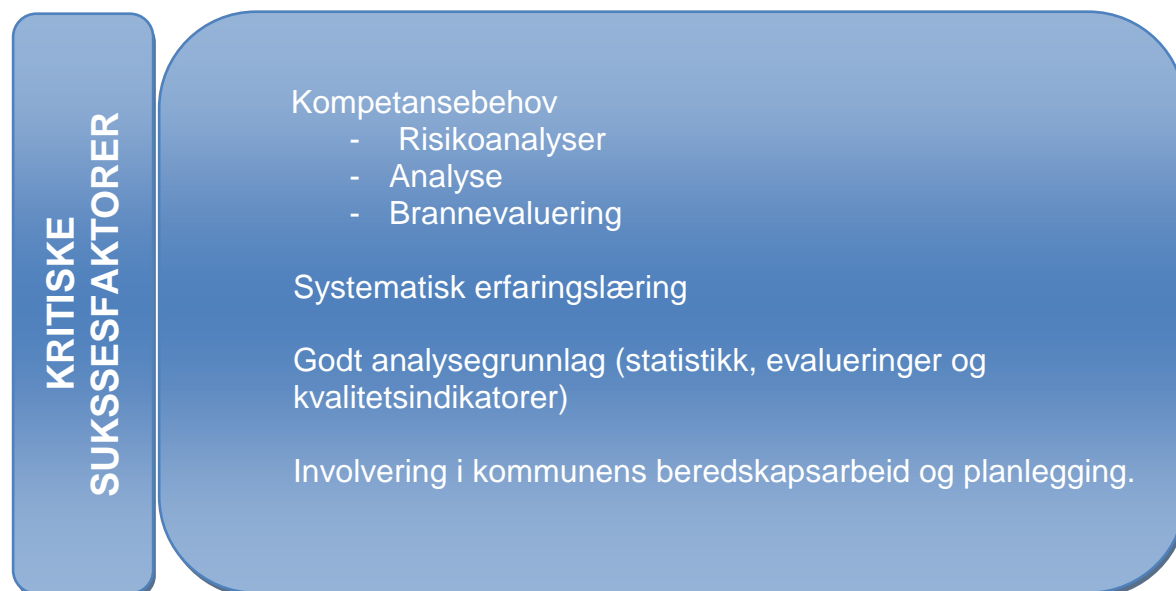 KRITISKE
SUKSSESFAKTORER
Kompetansebehov
- Risikoanalyser
- Analyse
- Brannevaluering
Systematisk erfaringslæring
Godt analysegrunnlag (statistikk, evalueringer og
kvalitetsindikatorer)
Involvering i kommunens beredskapsarbeid og planlegging.